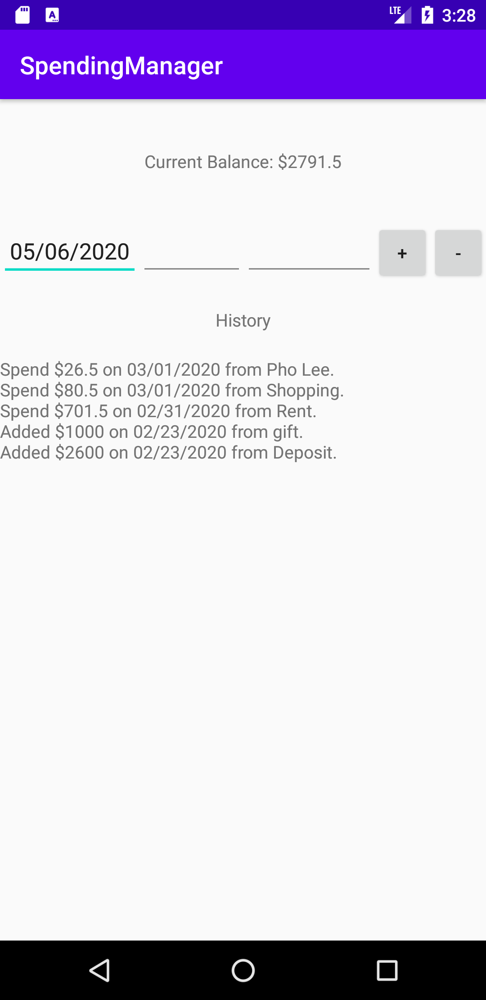 LTE 3:28
SpendingManager
Current Balance: $2791.5
05/06/2020 + -
History
Spend $26.5 on 03/01/2020 from Pho Lee.
Spend $80.5 on 03/01/2020 from Shopping.
Spend $701.5 on 02/31/2020 from Rent.
Added $1000 on 02/23/2020 from gift.
Added $2600 on 02/23/2020 from Deposit.